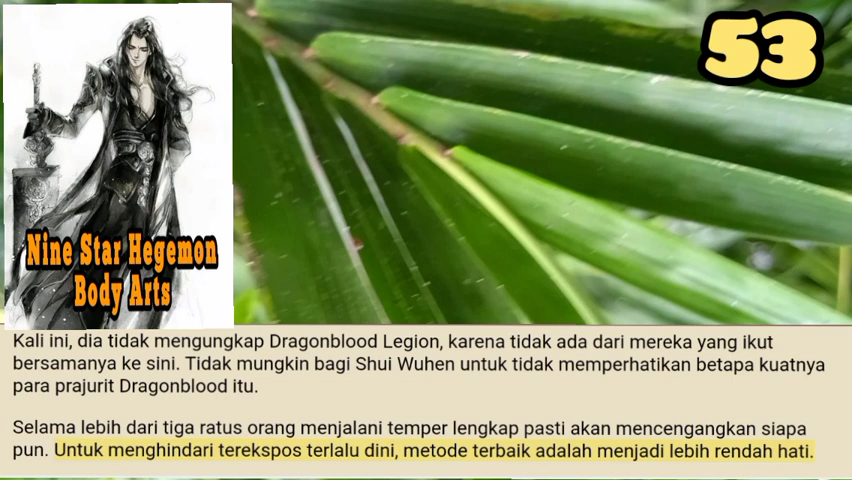 53
Nine Star Hegemon
Body Arts
Kali ini, dia tidak mengungkap Dragonblood Legion, karena tidak ada dari mereka yang ikut
bersamanya ke sini. Tidak mungkin bagi Shui Wuhen untuk tidak memperhatikan betapa kuatnya
para prajurit Dragonblood itu.
Selama lebih dari tiga ratus orang menjalani temper lengkap pasti akan mencengangkan siapa
pun. Untuk menghindari terekspos terlalu dini, metode terbaik adalah menjadi lebih rendah hati.